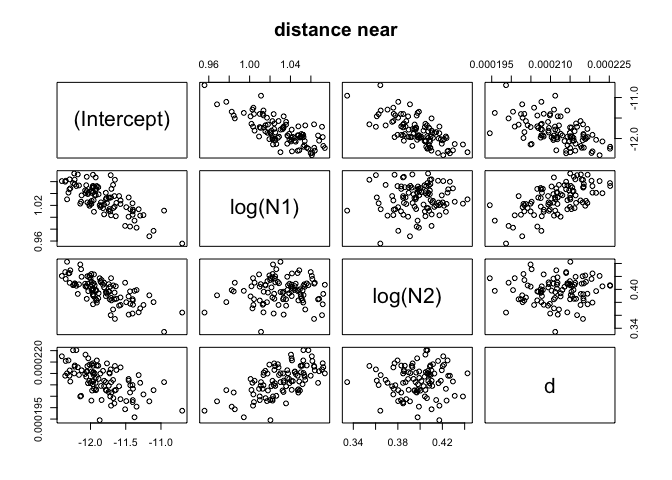 distance near
0.96 1.00 1.04
0.000195 0.000210 0.000225
(Intercept)
-12.0 -11.0
0.96 1.02
log(N1)
log(N2)
0.34 0.40
0.000195 0.000220
d
-12.0 -11.5 -11.0
0.34 0.38 0.42